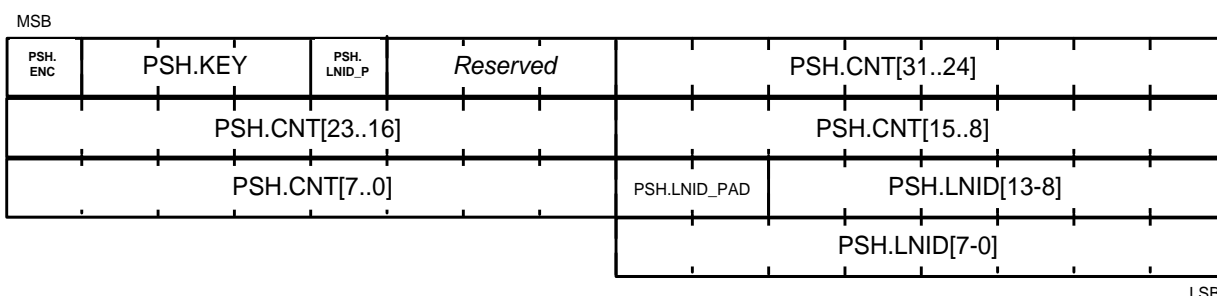 MSB
PSH. ENC PSH.KEY PSH. LNID_P Reserved PSH.CNT[31..24]
PSH.CNT[23..16] PSH.CNT[15..8]
PSH.CNT[7..0] PSH.LNID_PAD PSH.LNID[13-8]
PSH.LNID[7-0]
LSB